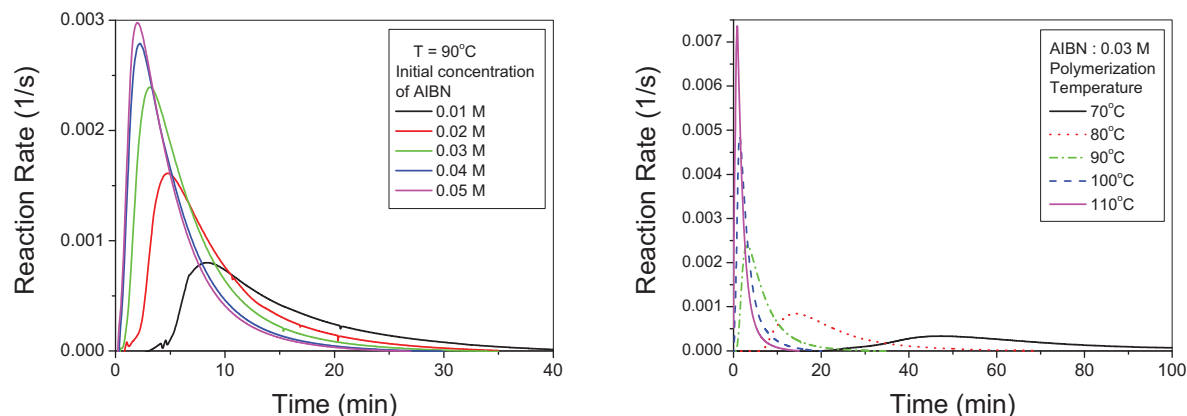 0.003
0.002
0.001
0.000
Reaction Rate (1/s)
T = 90°C
Initial concentration
of AIBN
0.01 M
0.02 M
0.03 M
0.04 M
0.05 M
0
10
20
30
40
Time (min)
0.007
0.006
0.005
0.004
0.003
0.002
0.001
0.000
Reaction Rate (1/s)
AIBN : 0.03 M
Polymerization
Temperature
70°C
80°C
90°C
100°C
110°C
0
20
40
60
80
100
Time (min)